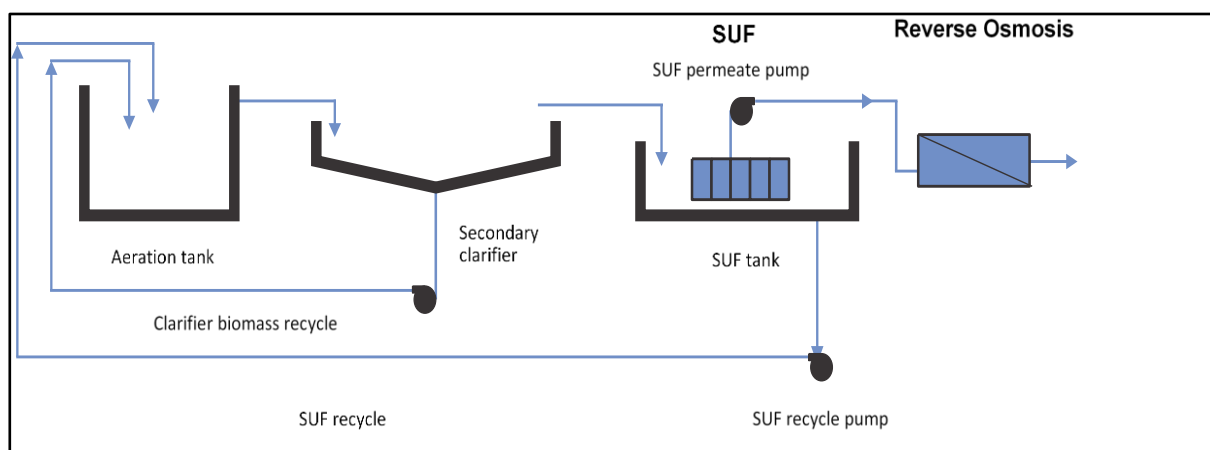 SUF
Reverse Osmosis
SUF permeate pump
Aeration tank
Secondary
clarifier
SUF tank
Clarifier biomass recycle
SUF recycle
SUF recycle pump